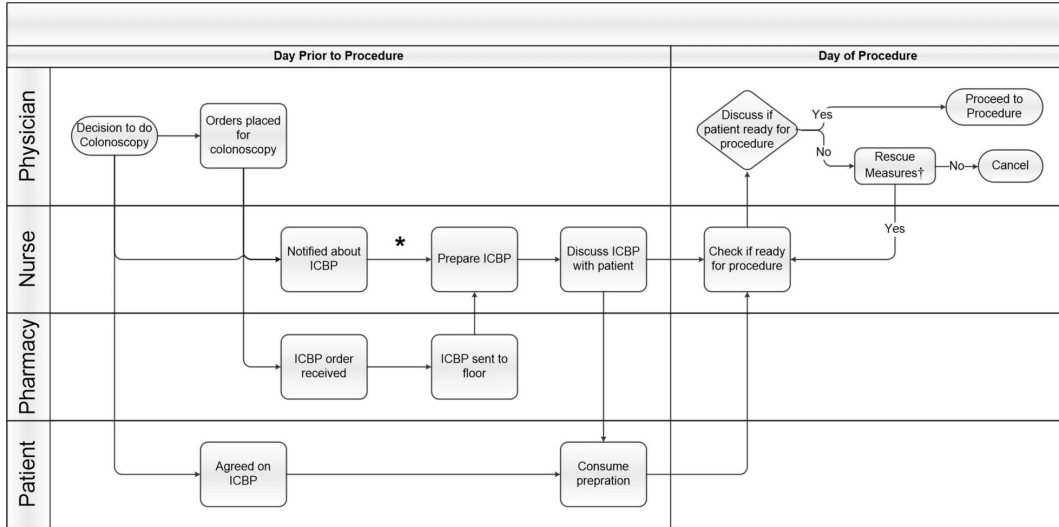 Day Prior to Procedure
Day of Procedure
Physician
Decision to do
Colonoscopy
Orders placed
for
colonoscopy
Discuss if
patient ready for
procedure
Yes
Proceed to
Procedure
No
Rescue
Measures†
No
Cancel
Yes
Nurse
Notified about
ICBP
*
Prepare ICBP
Discuss ICBP
with patient
Check if ready
for procedure
Pharmacy
ICBP order
received
ICBP sent to
floor
Patient
Agreed on
ICBP
Consume
prepration